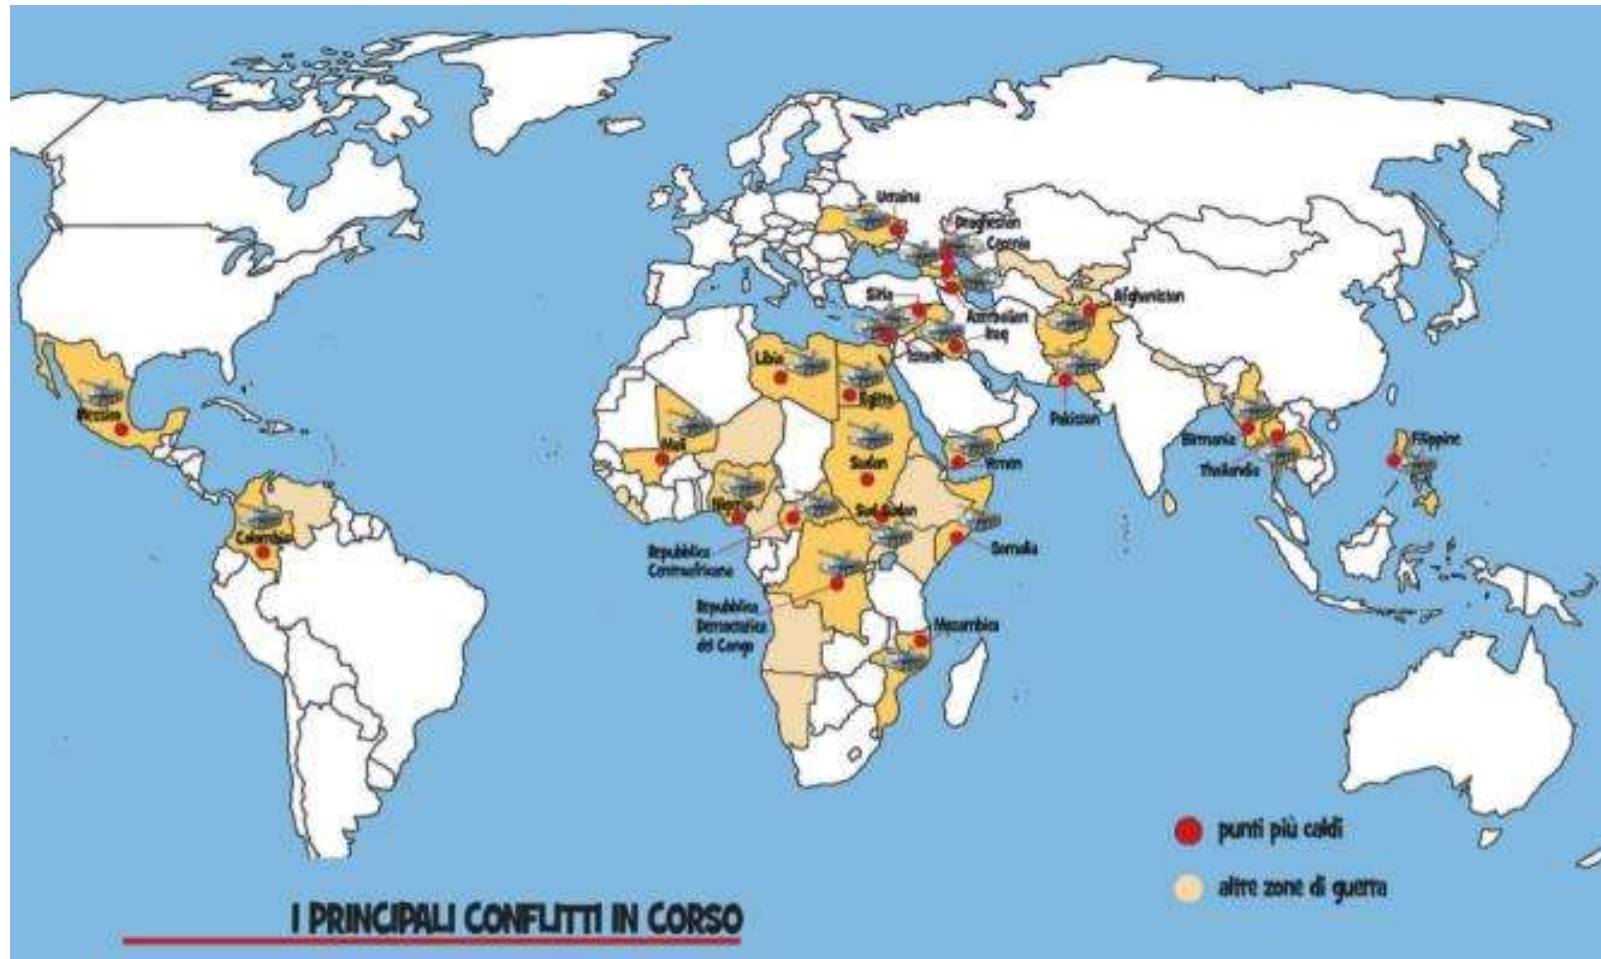 Ucraina
Daghestan
Cecenia
Siria
Afghanistan
Azerbaijan
Iraq
Israele
Libia
Egitto
Messico
Pakistan
Mali
Birmania
Filippine
Sudan
Yemen
Thailandia
Nigeria
Sud Sudan
Colombia
Somalia
Repubblica
Centroafricana
Repubblica
Democratica
del Congo
Mozambico
punti più caldi
altre zone di guerra
I PRINCIPALI CONFLITTI IN CORSO